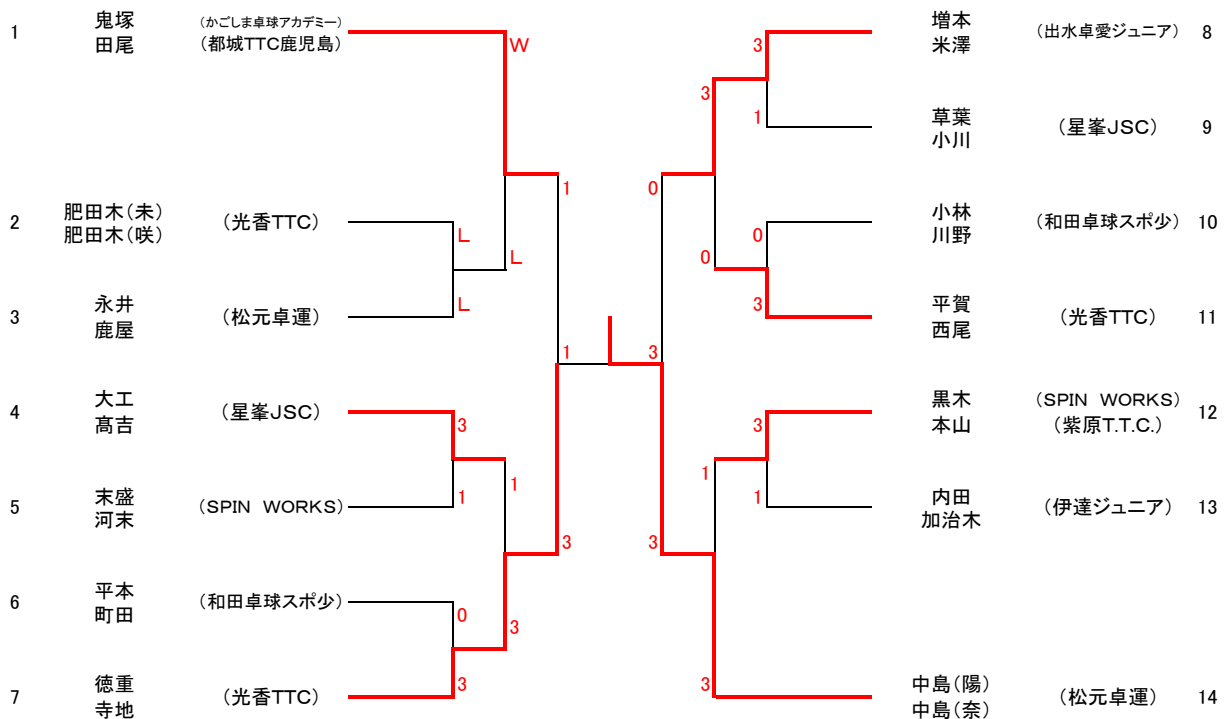 1 鬼塚 (かごしま卓球アカデミー)
田尾 (都城TTC鹿児島)
W
2 肥田木(未) (光香TTC)
肥田木(咲)
L
L
3 永井 (松元卓運)
鹿屋
L
1
1
4 大工 (星峯JSC)
髙吉
3
1
5 末盛 (SPIN WORKS)
河末
1
3
6 平本 (和田卓球スポ少)
町田
0
3
7 徳重 (光香TTC)
寺地
3
増本 (出水卓愛ジュニア) 8
米澤
3
3
1
草葉 (星峯JSC) 9
小川
0
小林 (和田卓球スポ少) 10
川野
0
0
3
平賀 (光香TTC) 11
西尾
3
黒木 (SPIN WORKS) 12
本山 (紫原T.T.C.)
3
1
1
内田 (伊達ジュニア) 13
加治木
3
3
中島(陽) (松元卓運) 14
中島(奈)